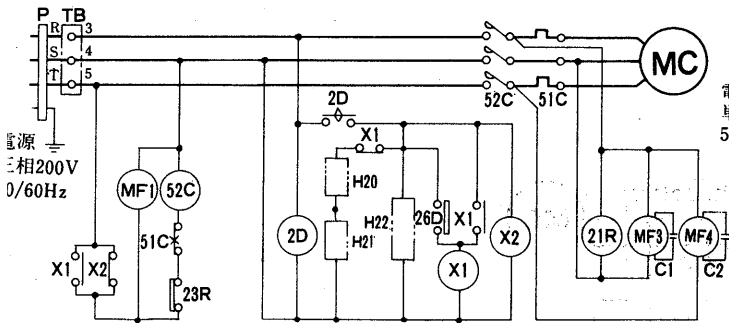 P TB
R 3
S 4
T 5
52C 51C MC
電
単
5
電源
三相200V
0/60Hz
2D
X1
MF1 52C
H20
H21
H22
26D X1
X2
51C
2D
21R MF3 MF4
C1 C2
X1 X2
23R
X1